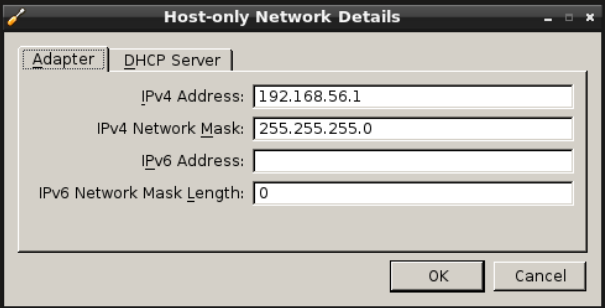 Host-only Network Details
Adapter DHCP Server
IPv4 Address: 192.168.56.1
IPv4 Network Mask: 255.255.255.0
IPv6 Address:
IPv6 Network Mask Length: 0
OK Cancel